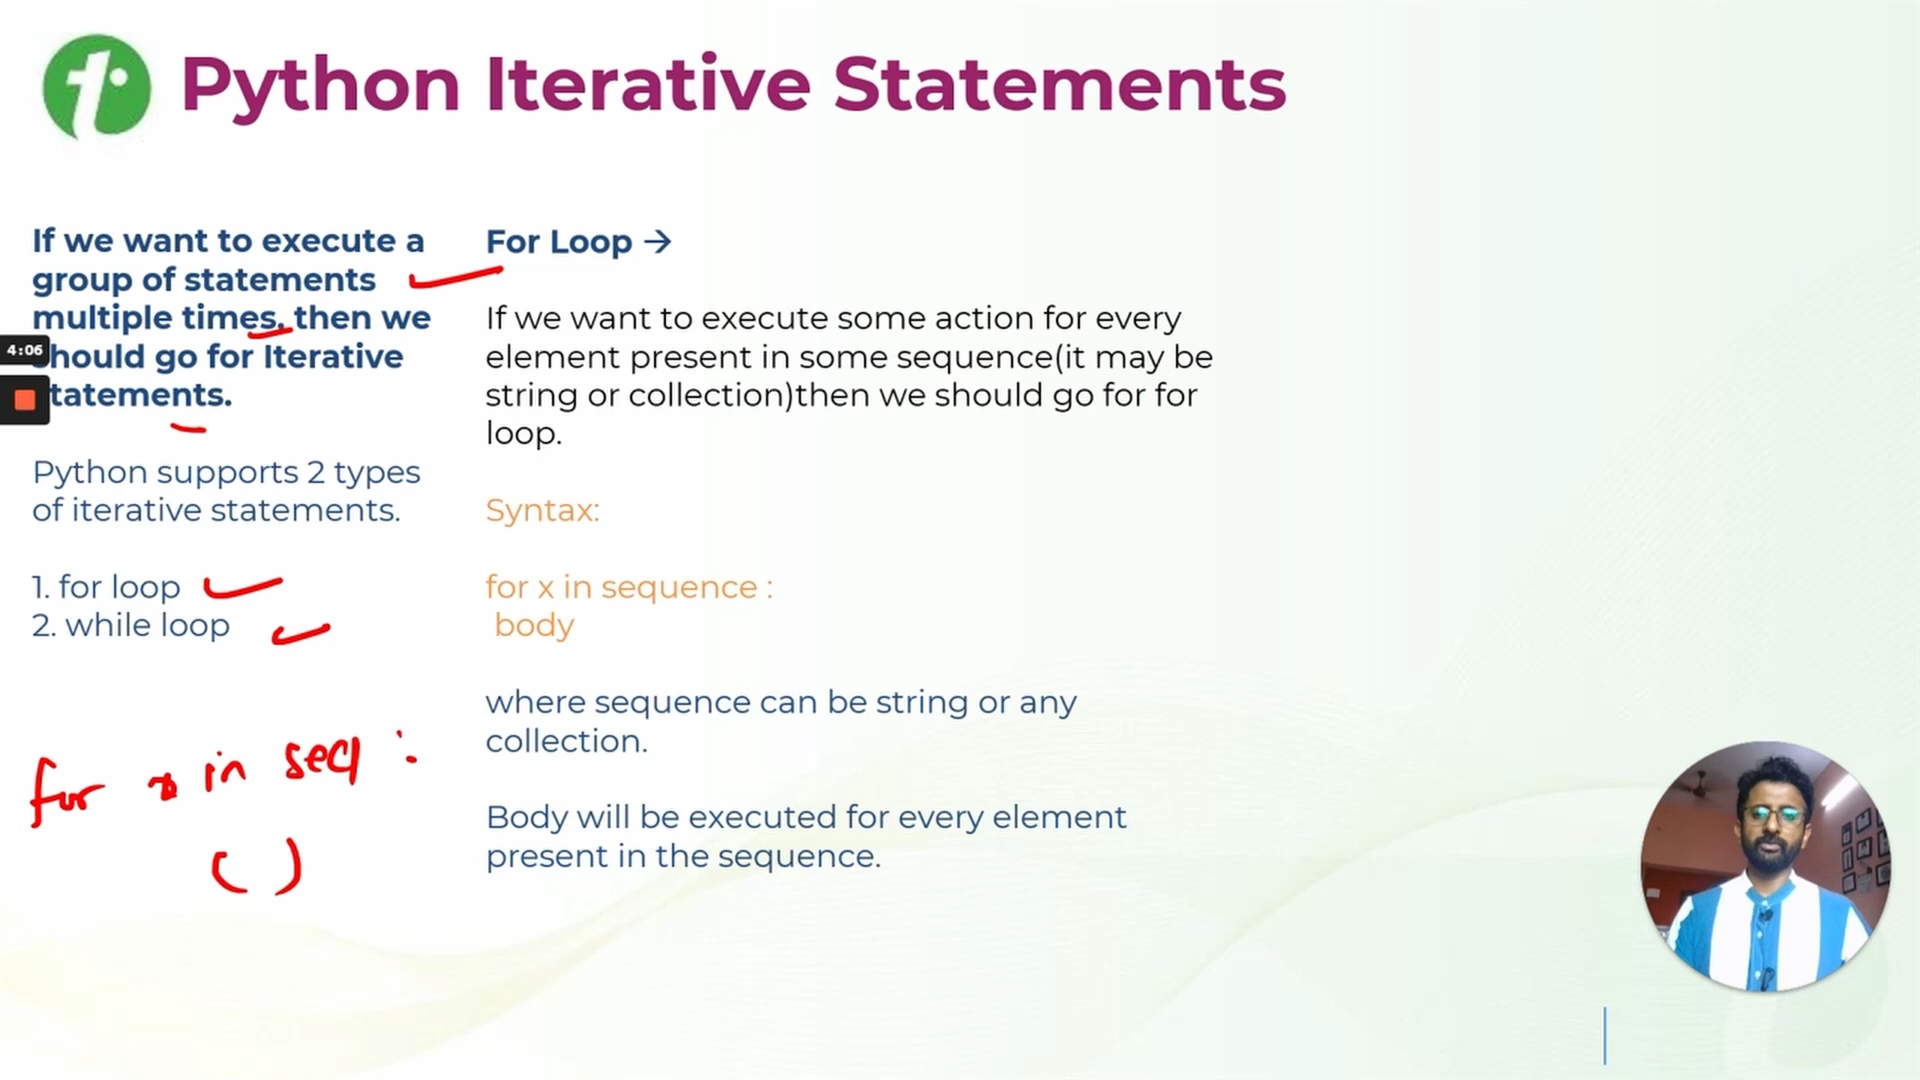 Python Iterative Statements
If we want to execute a
group of statements
multiple times, then we
hould go for Iterative
tatements.
Python supports 2 types
of iterative statements.
1. for loop
2. while loop
for x in seq :
( )
For Loop →
If we want to execute some action for every
element present in some sequence(it may be
string or collection)then we should go for for
loop.
Syntax:
for x in sequence :
body
where sequence can be string or any
collection.
Body will be executed for every element
present in the sequence.
4:06